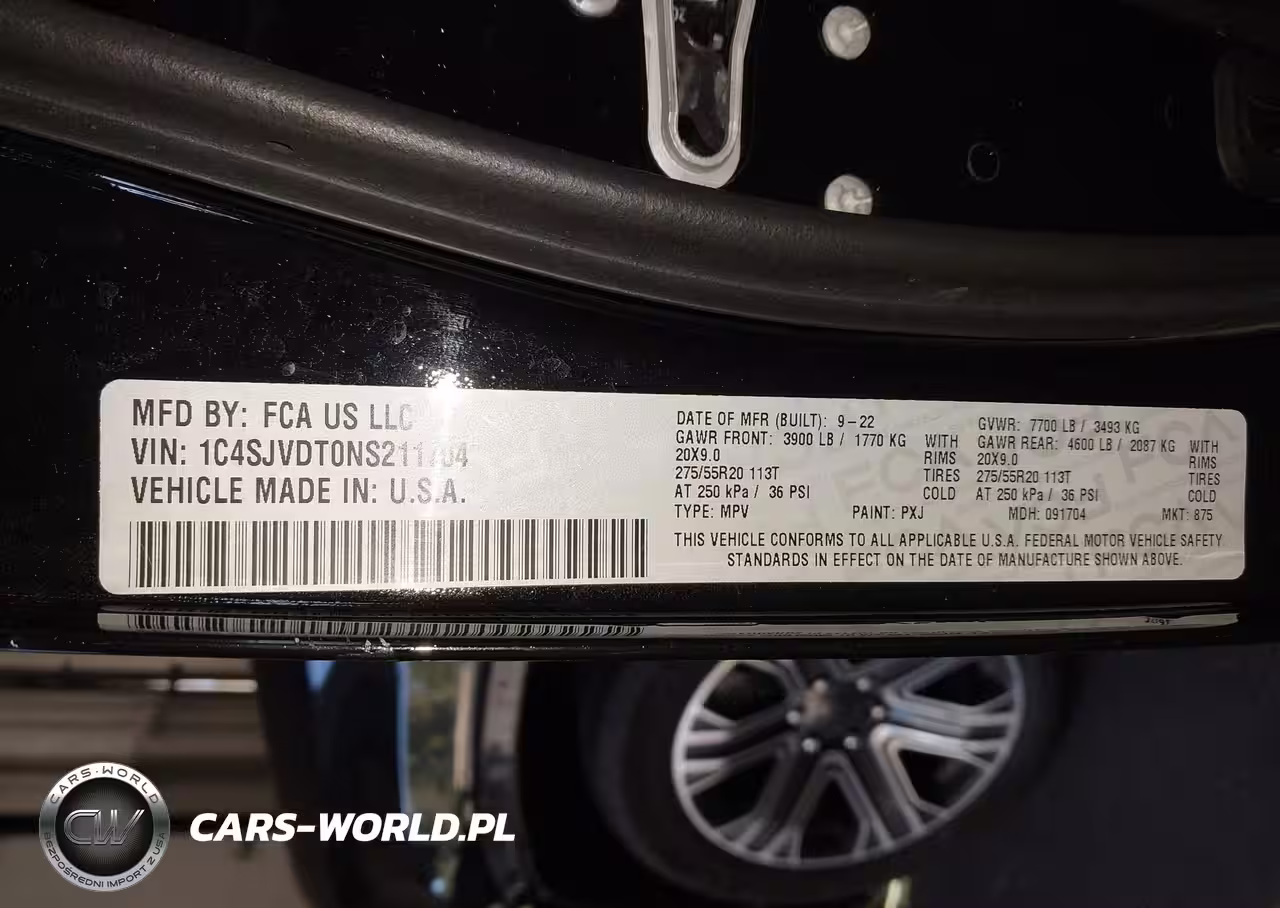 MFD BY: FCA US LLC
VIN: 1C4SJVDT0NS211704
VEHICLE MADE IN: U.S.A.
DATE OF MFR (BUILT): 9-22 GVWR: 7700 LB / 3493 KG
GAWR FRONT: 3900 LB / 1770 KG WITH GAWR REAR: 4600 LB / 2087 KG WITH
20X9.0 RIMS 20X9.0 RIMS
275/55R20 113T TIRES 275/55R20 113T TIRES
AT 250 kPa / 36 PSI COLD AT 250 kPa / 36 PSI COLD
TYPE: MPV PAINT: PXJ MDH: 091704 MKT: 875
THIS VEHICLE CONFORMS TO ALL APPLICABLE U.S.A. FEDERAL MOTOR VEHICLE SAFETY
STANDARDS IN EFFECT ON THE DATE OF MANUFACTURE SHOWN ABOVE.
CARS-WORLD
CW
BEZPOŚREDNI IMPORT Z USA
CARS-WORLD.PL